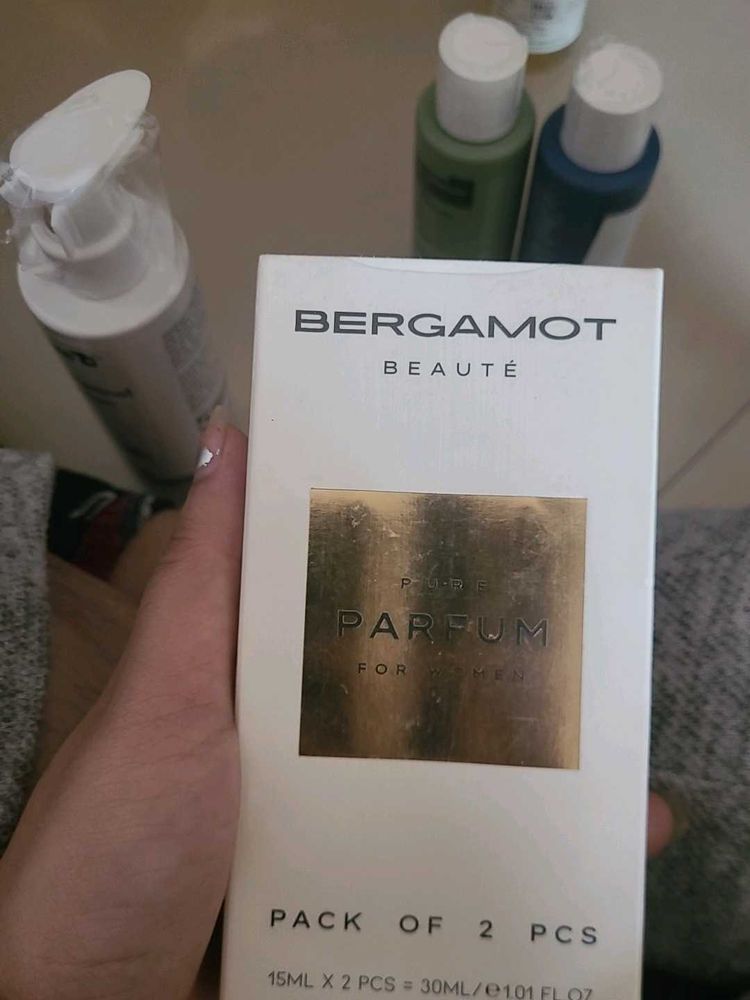 BERGAMOT
BEAUTÉ
PURE
PARFUM
FOR WOMEN
PACK OF 2 PCS
15ML X 2 PCS = 30ML/℮1.01 FL.OZ